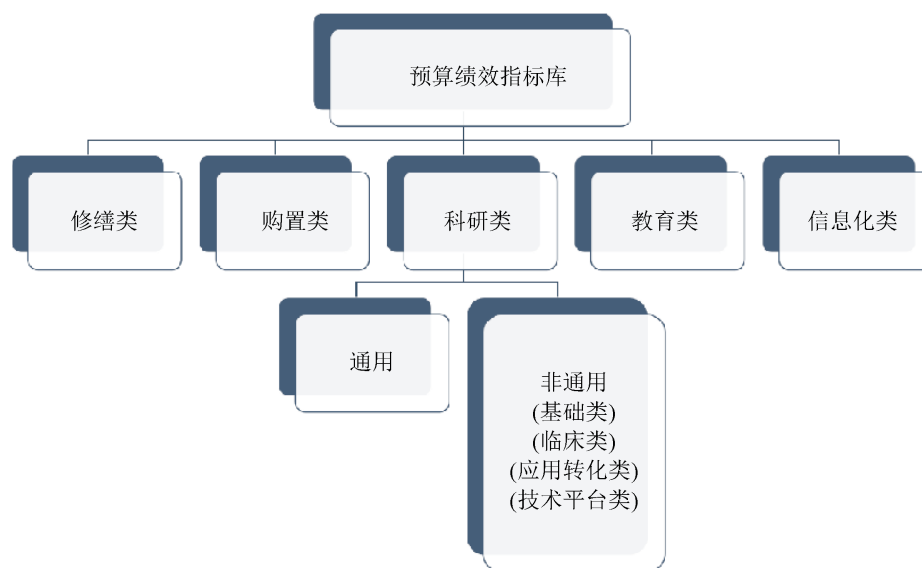 预算绩效指标库
修缮类
购置类
科研类
教育类
信息化类
通用
非通用
(基础类)
(临床类)
(应用转化类)
(技术平台类)